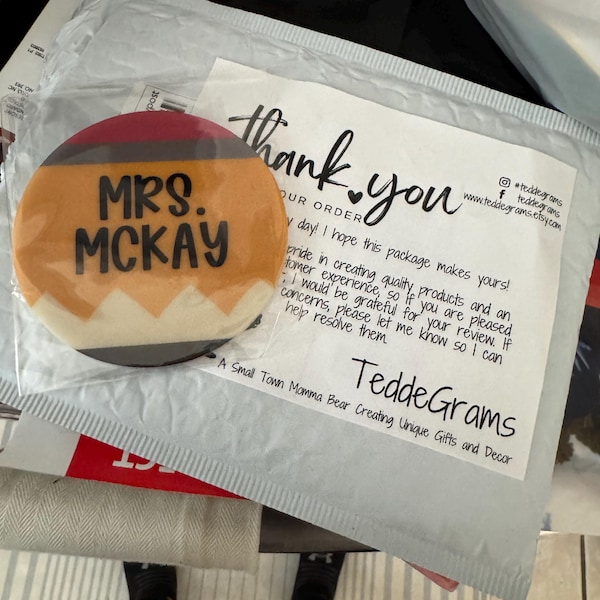 MRS.
MCKAY
post
thank you
OUR ORDER
#teddegrams
teddegrams
www.teddegrams.etsy.com
y day! I hope this package makes yours!
pride in creating quality products and an
tomer experience, so if you are pleased
, I would be grateful for your review. If
concerns, please let me know so I can
help resolve them.
TeddeGrams
A Small Town Momma Bear Creating Unique Gifts and Decor